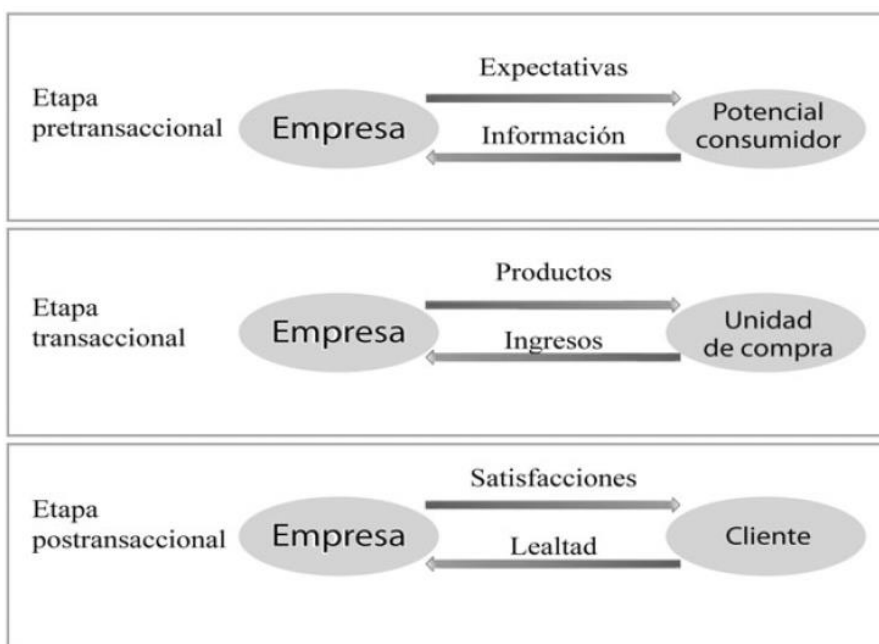 Etapa
pretransaccional
Empresa
Expectativas
Información
Potencial
consumidor
Etapa
transaccional
Empresa
Productos
Ingresos
Unidad
de compra
Etapa
postransaccional
Empresa
Satisfacciones
Lealtad
Cliente